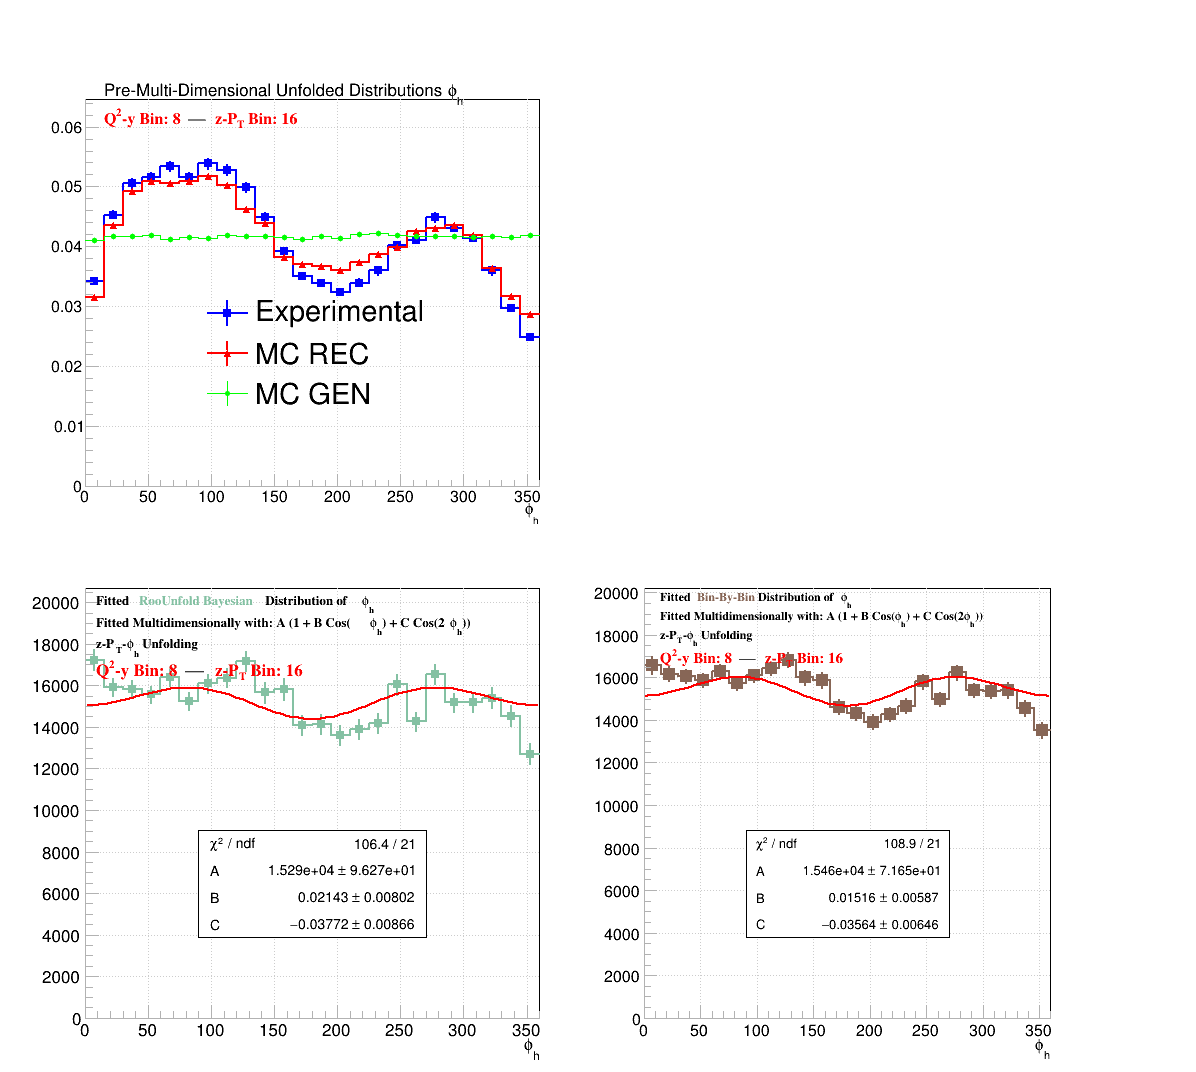 Pre-Multi-Dimensional Unfolded Distributions ϕh
Q2-y Bin: 8 — z-PT Bin: 16
0.06
0.05
0.04
0.03
0.02
0.01
0
Experimental
MC REC
MC GEN
0 50 100 150 200 250 300 350
ϕh
Fitted RooUnfold Bayesian Distribution of ϕh
Fitted Multidimensionally with: A (1 + B Cos( ϕh) + C Cos(2 ϕh))
z-PT-ϕh Unfolding
Q2-y Bin: 8 — z-PT Bin: 16
20000
18000
16000
14000
12000
10000
8000
6000
4000
2000
0
χ2 / ndf 106.4 / 21
A 1.529e+04 ± 9.627e+01
B 0.02143 ± 0.00802
C −0.03772 ± 0.00866
0 50 100 150 200 250 300 350
ϕh
Fitted Bin-By-Bin Distribution of ϕh
Fitted Multidimensionally with: A (1 + B Cos(ϕh) + C Cos(2ϕh))
z-PT-ϕh Unfolding
Q2-y Bin: 8 — z-PT Bin: 16
20000
18000
16000
14000
12000
10000
8000
6000
4000
2000
0
χ2 / ndf 108.9 / 21
A 1.546e+04 ± 7.165e+01
B 0.01516 ± 0.00587
C −0.03564 ± 0.00646
0 50 100 150 200 250 300 350
ϕh